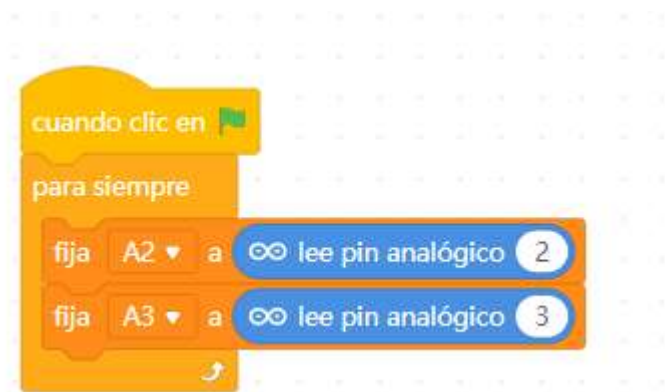 cuando clic en
para siempre
fija A2 a lee pin analógico 2
fija A3 a lee pin analógico 3